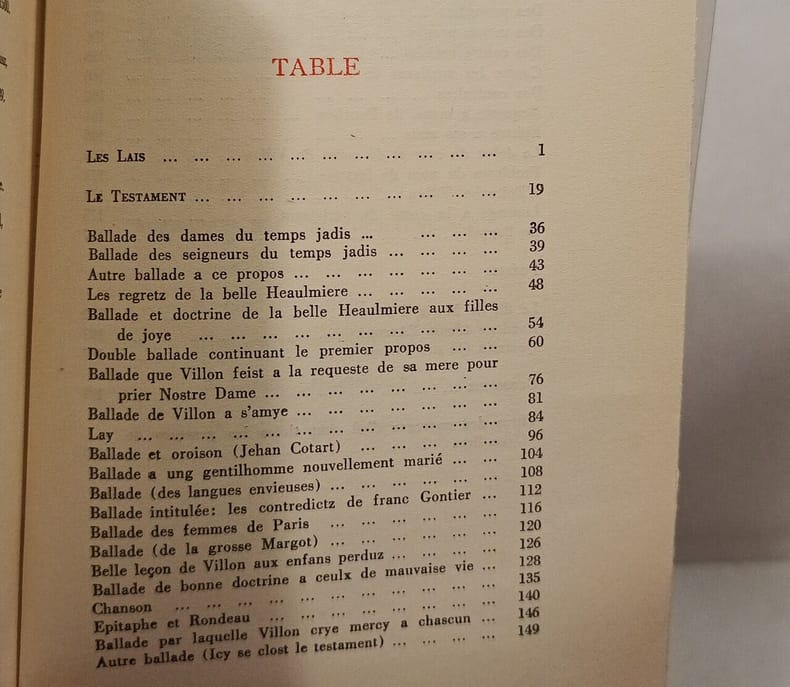 TABLE
Les Lais ... ... ... ... ... ... ... ... ... ... ... 1
Le Testament ... ... ... ... ... ... ... ... ... ... 19
Ballade des dames du temps jadis ... ... ... ... 36
Ballade des seigneurs du temps jadis ... ... ... ... 39
Autre ballade a ce propos ... ... ... ... ... ... ... 43
Les regretz de la belle Heaulmiere ... ... ... ... ... 48
Ballade et doctrine de la belle Heaulmiere aux filles
de joye ... ... ... ... ... ... ... ... ... ... 54
Double ballade continuant le premier propos ... ... 60
Ballade que Villon feist a la requeste de sa mere pour
prier Nostre Dame ... ... ... ... ... ... ... ... 76
Ballade de Villon a s'amye ... ... ... ... ... ... ... 81
Lay ... ... ... ... ... ... ... ... ... ... ... ... 84
Ballade et oroison (Jehan Cotart) ... ... ... ... ... 96
Ballade a ung gentilhomme nouvellement marié ... ... 104
Ballade (des langues envieuses) ... ... ... ... ... ... 108
Ballade intitulée: les contredictz de franc Gontier ... 112
Ballade des femmes de Paris ... ... ... ... ... ... 116
Ballade (de la grosse Margot) ... ... ... ... ... ... 120
Belle leçon de Villon aux enfans perduz ... ... ... ... 126
Ballade de bonne doctrine a ceulx de mauvaise vie ... 128
Chanson ... ... ... ... ... ... ... ... ... ... ... 135
Epitaphe et Rondeau ... ... ... ... ... ... ... ... 140
Ballade par laquelle Villon crye mercy a chascun ... 146
Autre ballade (Icy se clost le testament) ... ... ... ... 149